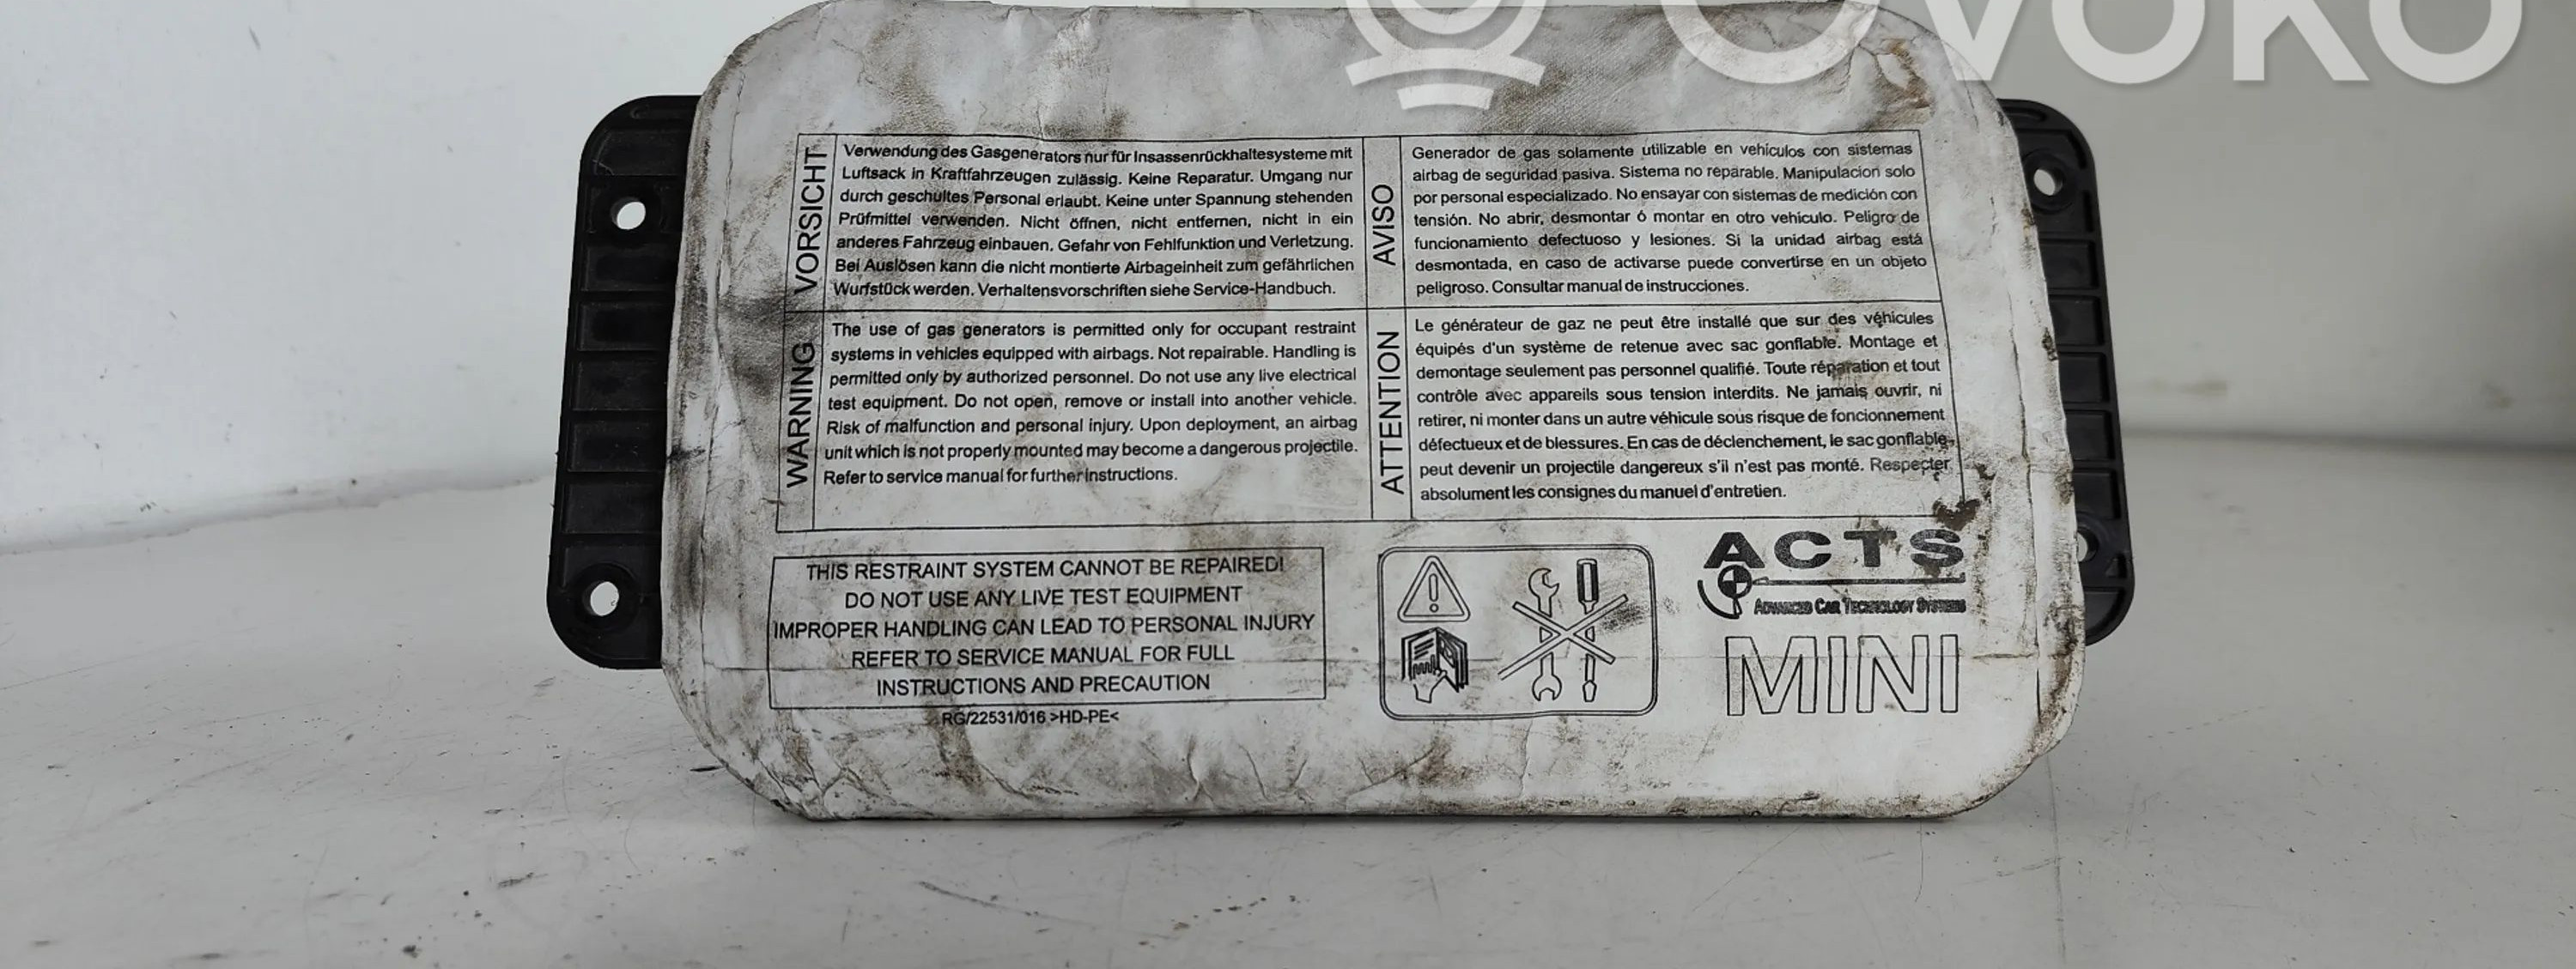 OVOKO
VORSICHT
Verwendung des Gasgenerators nur für Insassenrückhaltesysteme mit
Luftsack in Kraftfahrzeugen zulässig. Keine Reparatur. Umgang nur
durch geschultes Personal erlaubt. Keine unter Spannung stehenden
Prüfmittel verwenden. Nicht öffnen, nicht entfernen, nicht in ein
anderes Fahrzeug einbauen. Gefahr von Fehlfunktion und Verletzung.
Bei Auslösen kann die nicht montierte Airbageinheit zum gefährlichen
Wurfstück werden. Verhaltensvorschriften siehe Service-Handbuch.
AVISO
Generador de gas solamente utilizable en vehículos con sistemas
airbag de seguridad pasiva. Sistema no reparable. Manipulacion solo
por personal especializado. No ensayar con sistemas de medición con
tensión. No abrir, desmontar ó montar en otro vehiculo. Peligro de
funcionamiento defectuoso y lesiones. Si la unidad airbag está
desmontada, en caso de activarse puede convertirse en un objeto
peligroso. Consultar manual de instrucciones.
WARNING
The use of gas generators is permitted only for occupant restraint
systems in vehicles equipped with airbags. Not repairable. Handling is
permitted only by authorized personnel. Do not use any live electrical
test equipment. Do not open, remove or install into another vehicle.
Risk of malfunction and personal injury. Upon deployment, an airbag
unit which is not properly mounted may become a dangerous projectile.
Refer to service manual for further instructions.
ATTENTION
Le générateur de gaz ne peut être installé que sur des véhicules
équipés d'un système de retenue avec sac gonflable. Montage et
demontage seulement pas personnel qualifié. Toute réparation et tout
contrôle avec appareils sous tension interdits. Ne jamais ouvrir, ni
retirer, ni monter dans un autre véhicule sous risque de foncionnement
défectueux et de blessures. En cas de déclenchement, le sac gonflable
peut devenir un projectile dangereux s'il n'est pas monté. Respecter
absolument les consignes du manuel d'entretien.
THIS RESTRAINT SYSTEM CANNOT BE REPAIRED!
DO NOT USE ANY LIVE TEST EQUIPMENT
IMPROPER HANDLING CAN LEAD TO PERSONAL INJURY
REFER TO SERVICE MANUAL FOR FULL
INSTRUCTIONS AND PRECAUTION
RG/22531/016 >HD-PE<
ACTS
ADVANCED CAR TECHNOLOGY SYSTEMS
MINI